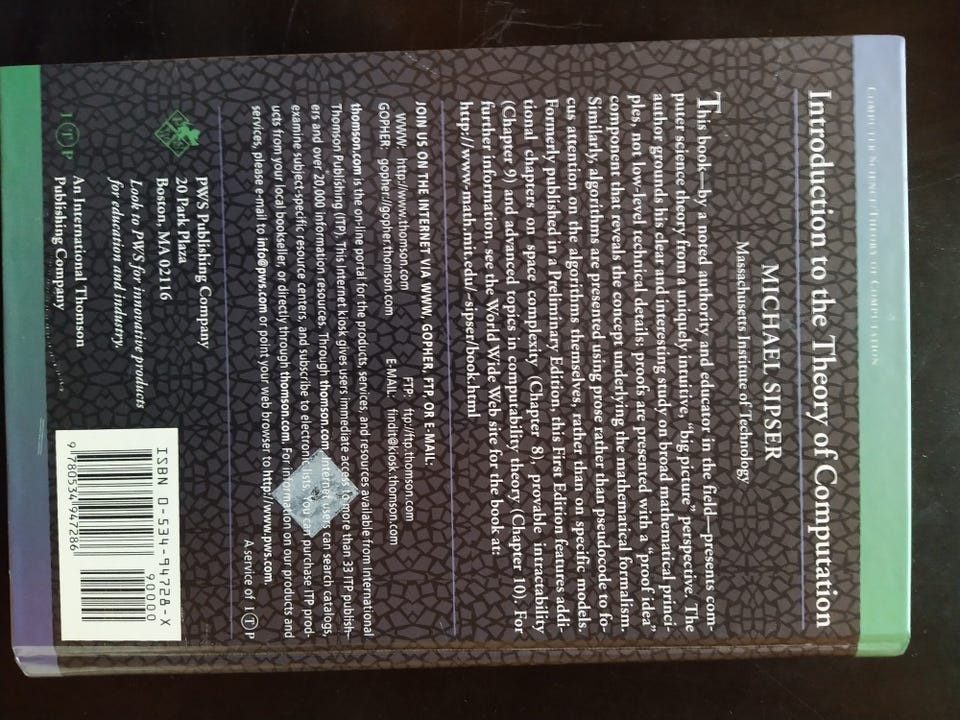 COMPUTER SCIENCE/THEORY OF COMPUTATION
Introduction to the Theory of Computation
MICHAEL SIPSER
Massachusetts Institute of Technology
This book—by a noted authority and educator in the field—presents com-
puter science theory from a uniquely intuitive, “big picture” perspective. The
author grounds his clear and interesting study on broad mathematical princi-
ples, not low-level technical details: proofs are presented with a “proof idea”
component that reveals the concept underlying the mathematical formalism.
Similarly, algorithms are presented using prose rather than pseudocode to fo-
cus attention on the algorithms themselves, rather than on specific models.
Formerly published in a Preliminary Edition, this First Edition features addi-
tional chapters on space complexity (Chapter 8), provable intractability
(Chapter 9) and advanced topics in computability theory (Chapter 10). For
further information, see the World Wide Web site for the book at:
http://www-math.mit.edu/~sipser/book.html
JOIN US ON THE INTERNET VIA WWW, GOPHER, FTP, OR E-MAIL:
WWW: http://www.thomson.com FTP: ftp://ftp.thomson.com
GOPHER: gopher://gopher.thomson.com E-MAIL: findit@kiosk.thomson.com
thomson.com is the on-line portal for the products, services, and resources available from International
Thomson Publishing (ITP). This Internet kiosk gives users immediate access to more than 33 ITP publish-
ers and over 20,000 information resources. Through thomson.com Internet users can search catalogs,
examine subject-specific resource centers, and subscribe to electronic lists. You can purchase ITP prod-
ucts from your local bookseller, or directly through thomson.com. For information on our products and
services, please e-mail to info@pws.com or point your web browser to http://www.pws.com.
A service of I T P
PWS Publishing Company
20 Park Plaza
Boston, MA 02116
Look to PWS for innovative products
for education and industry.
I T P
An International Thomson
Publishing Company
ISBN 0-534-94728-X
90000
9 780534 947286